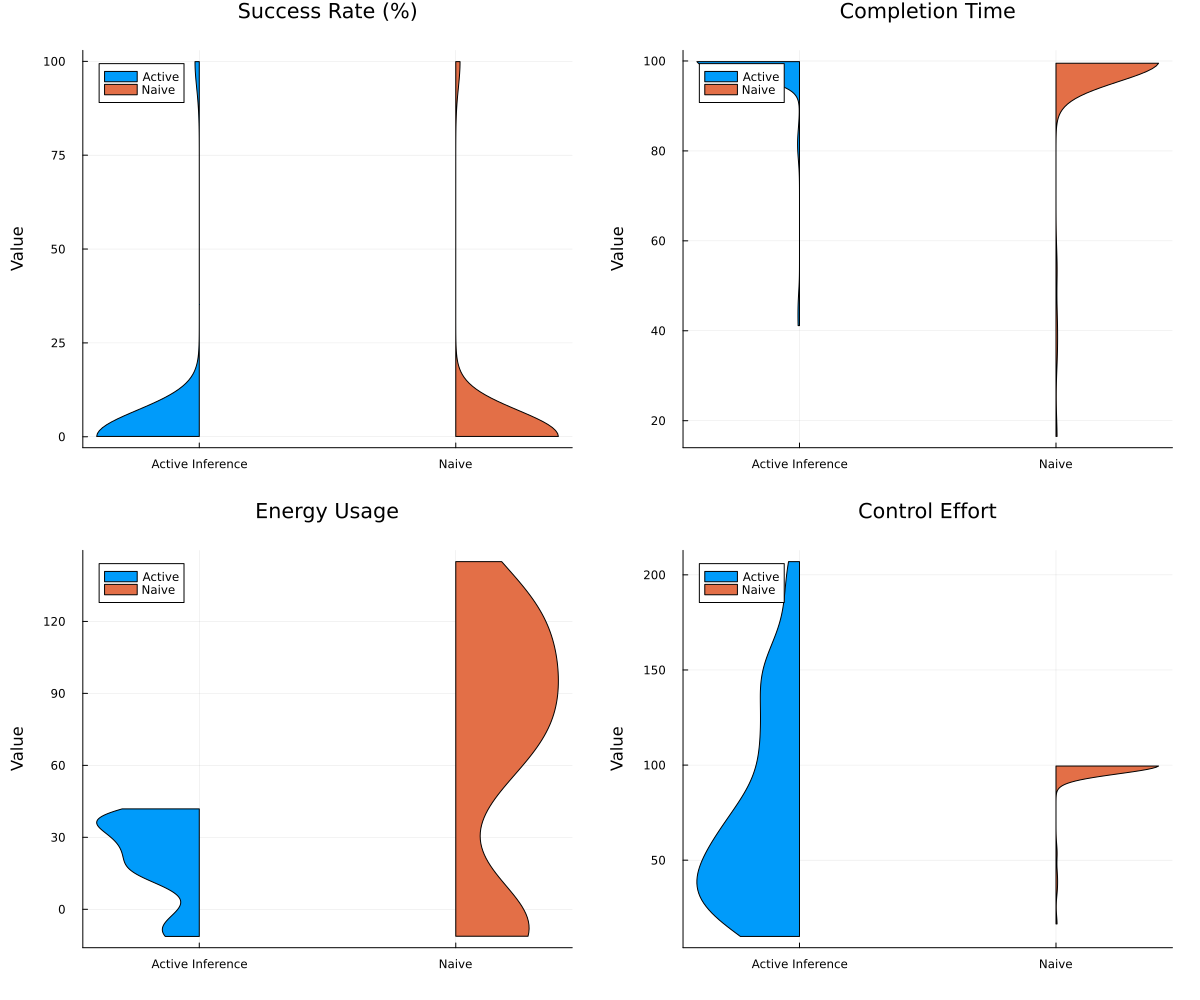 Success Rate (%)
Value
100
75
50
25
0
Active
Naive
Active Inference
Naive
Completion Time
Value
100
80
60
40
20
Active
Naive
Active Inference
Naive
Energy Usage
Value
120
90
60
30
0
Active
Naive
Active Inference
Naive
Control Effort
Value
200
150
100
50
Active
Naive
Active Inference
Naive